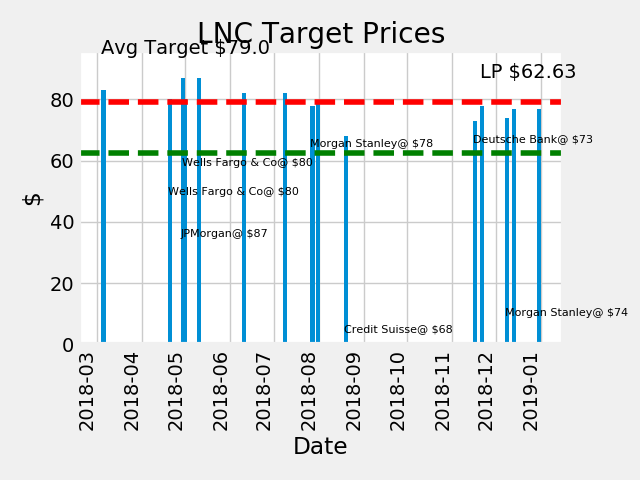 LNC Target Prices
Avg Target $79.0
LP $62.63
Morgan Stanley@ $78
Deutsche Bank@ $73
Wells Fargo & Co@ $80
Wells Fargo & Co@ $80
JPMorgan@ $87
Morgan Stanley@ $74
Credit Suisse@ $68
$
80
60
40
20
0
2018-03
2018-04
2018-05
2018-06
2018-07
2018-08
2018-09
2018-10
2018-11
2018-12
2019-01
Date